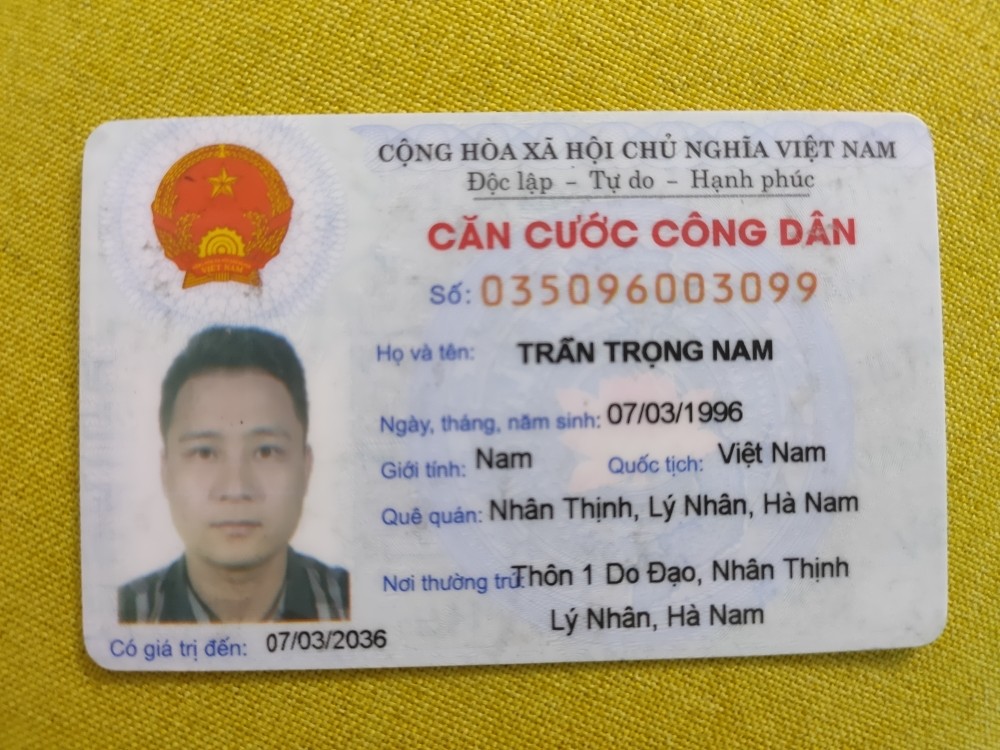 CỘNG HÒA XÃ HỘI CHỦ NGHĨA VIỆT NAM
Độc lập - Tự do - Hạnh phúc
CĂN CƯỚC CÔNG DÂN
Số: 035096003099
Họ và tên: TRẦN TRỌNG NAM
Ngày, tháng, năm sinh: 07/03/1996
Giới tính: Nam Quốc tịch: Việt Nam
Quê quán: Nhân Thịnh, Lý Nhân, Hà Nam
Nơi thường trú: Thôn 1 Do Đạo, Nhân Thịnh
Lý Nhân, Hà Nam
Có giá trị đến: 07/03/2036
VIỆT NAM